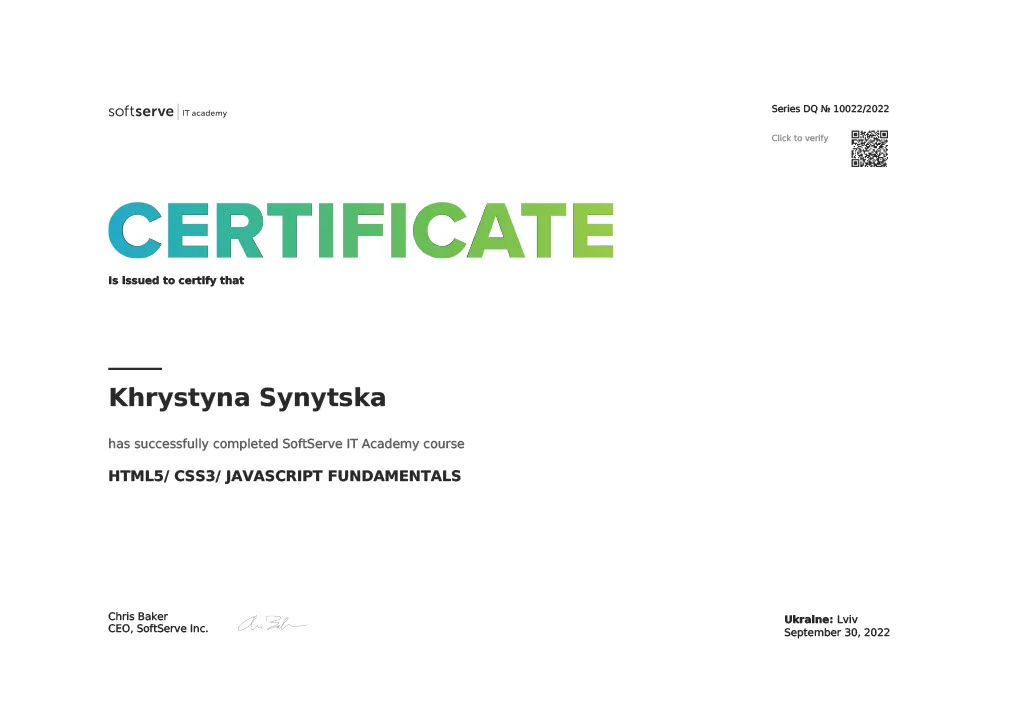 softserve IT academy
Series DQ № 10022/2022
Click to verify
CERTIFICATE
is issued to certify that
Khrystyna Synytska
has successfully completed SoftServe IT Academy course
HTML5/ CSS3/ JAVASCRIPT FUNDAMENTALS
Chris Baker
CEO, SoftServe Inc.
Ukraine: Lviv
September 30, 2022